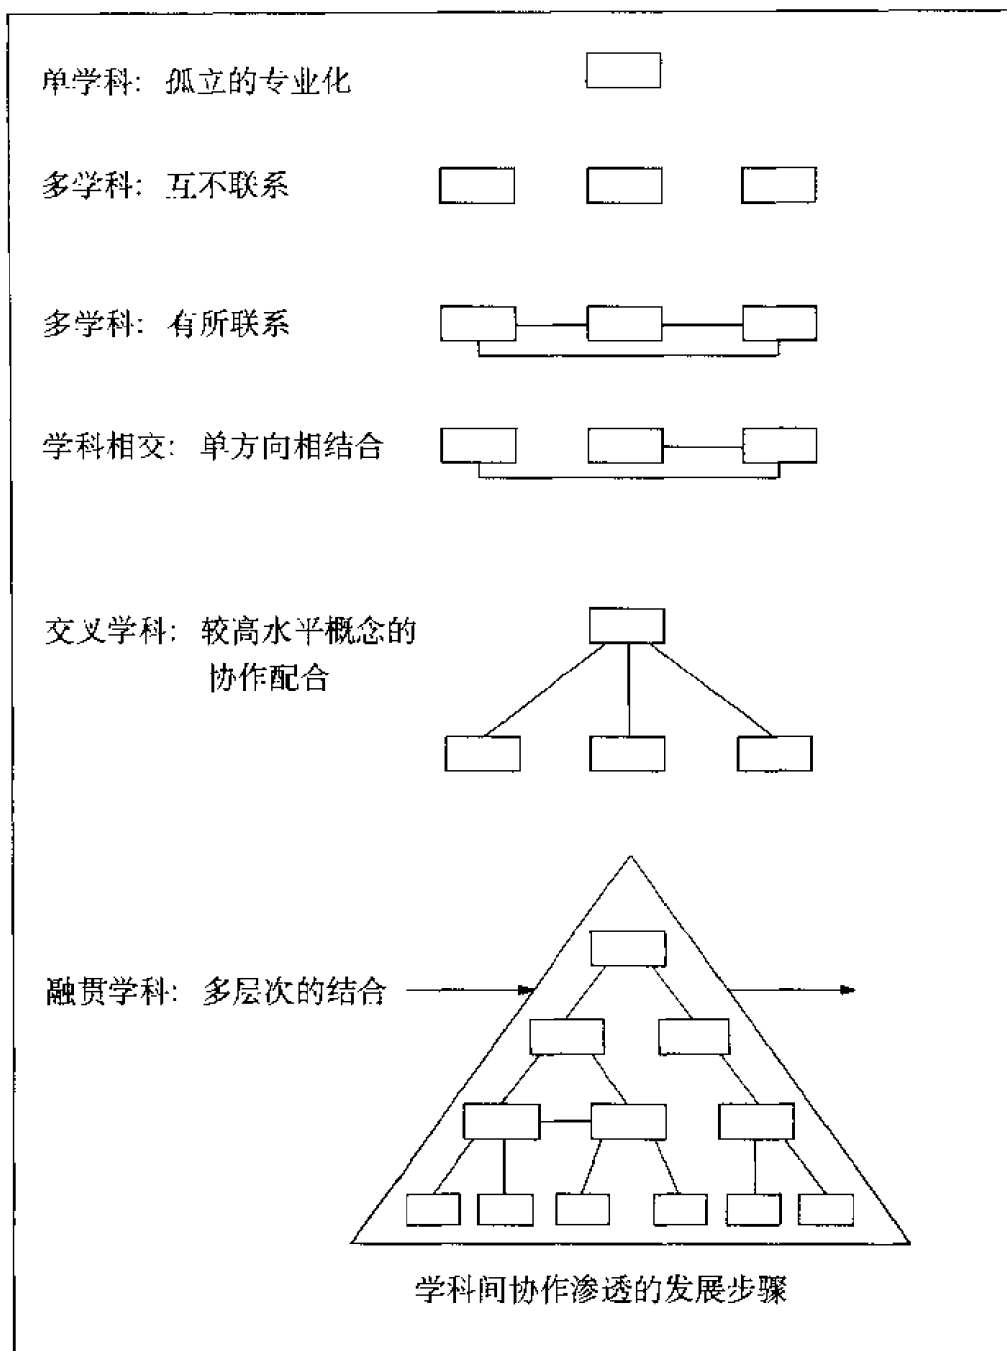 单学科：孤立的专业化
多学科：互不联系
多学科：有所联系
学科相交：单方向相结合
交叉学科：较高水平概念的
协作配合
融贯学科：多层次的结合
学科间协作渗透的发展步骤